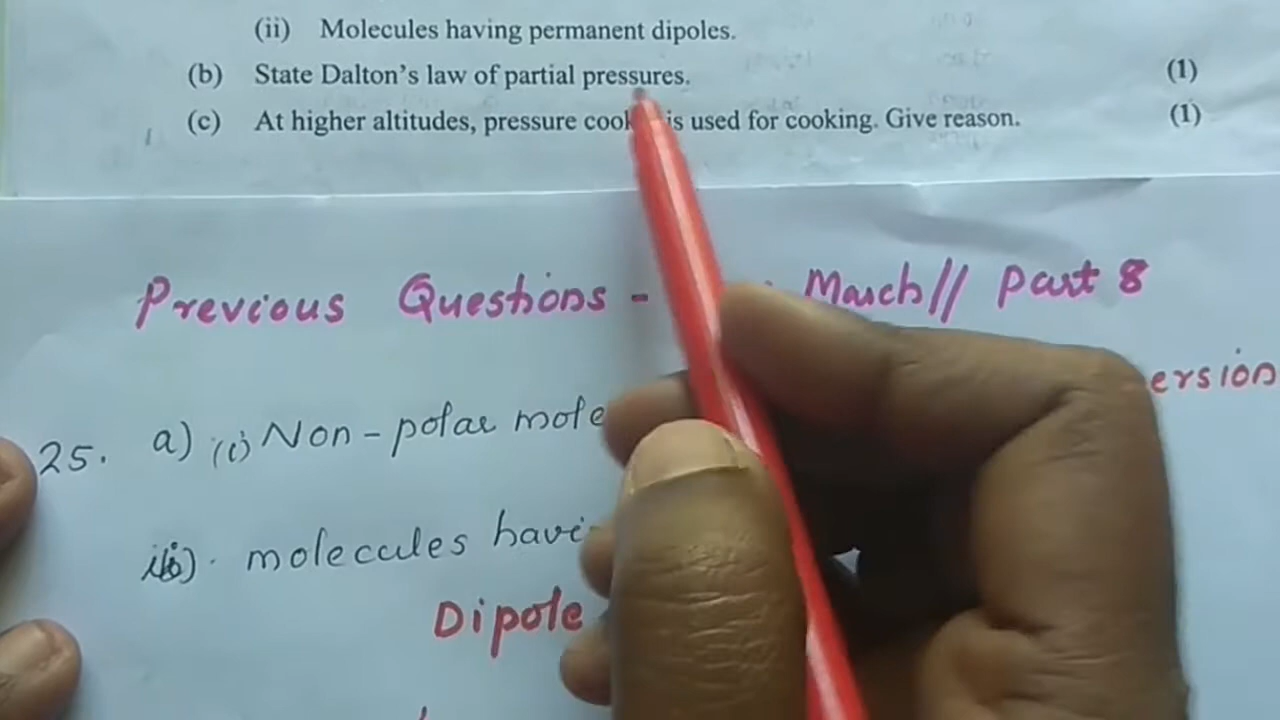 (ii) Molecules having permanent dipoles.
(b) State Dalton's law of partial pressures. (1)
(c) At higher altitudes, pressure cook is used for cooking. Give reason. (1)
Previous Questions - March// Part 8
ersion
25. a) (i) Non-polar mole
molecules havi
Dipole